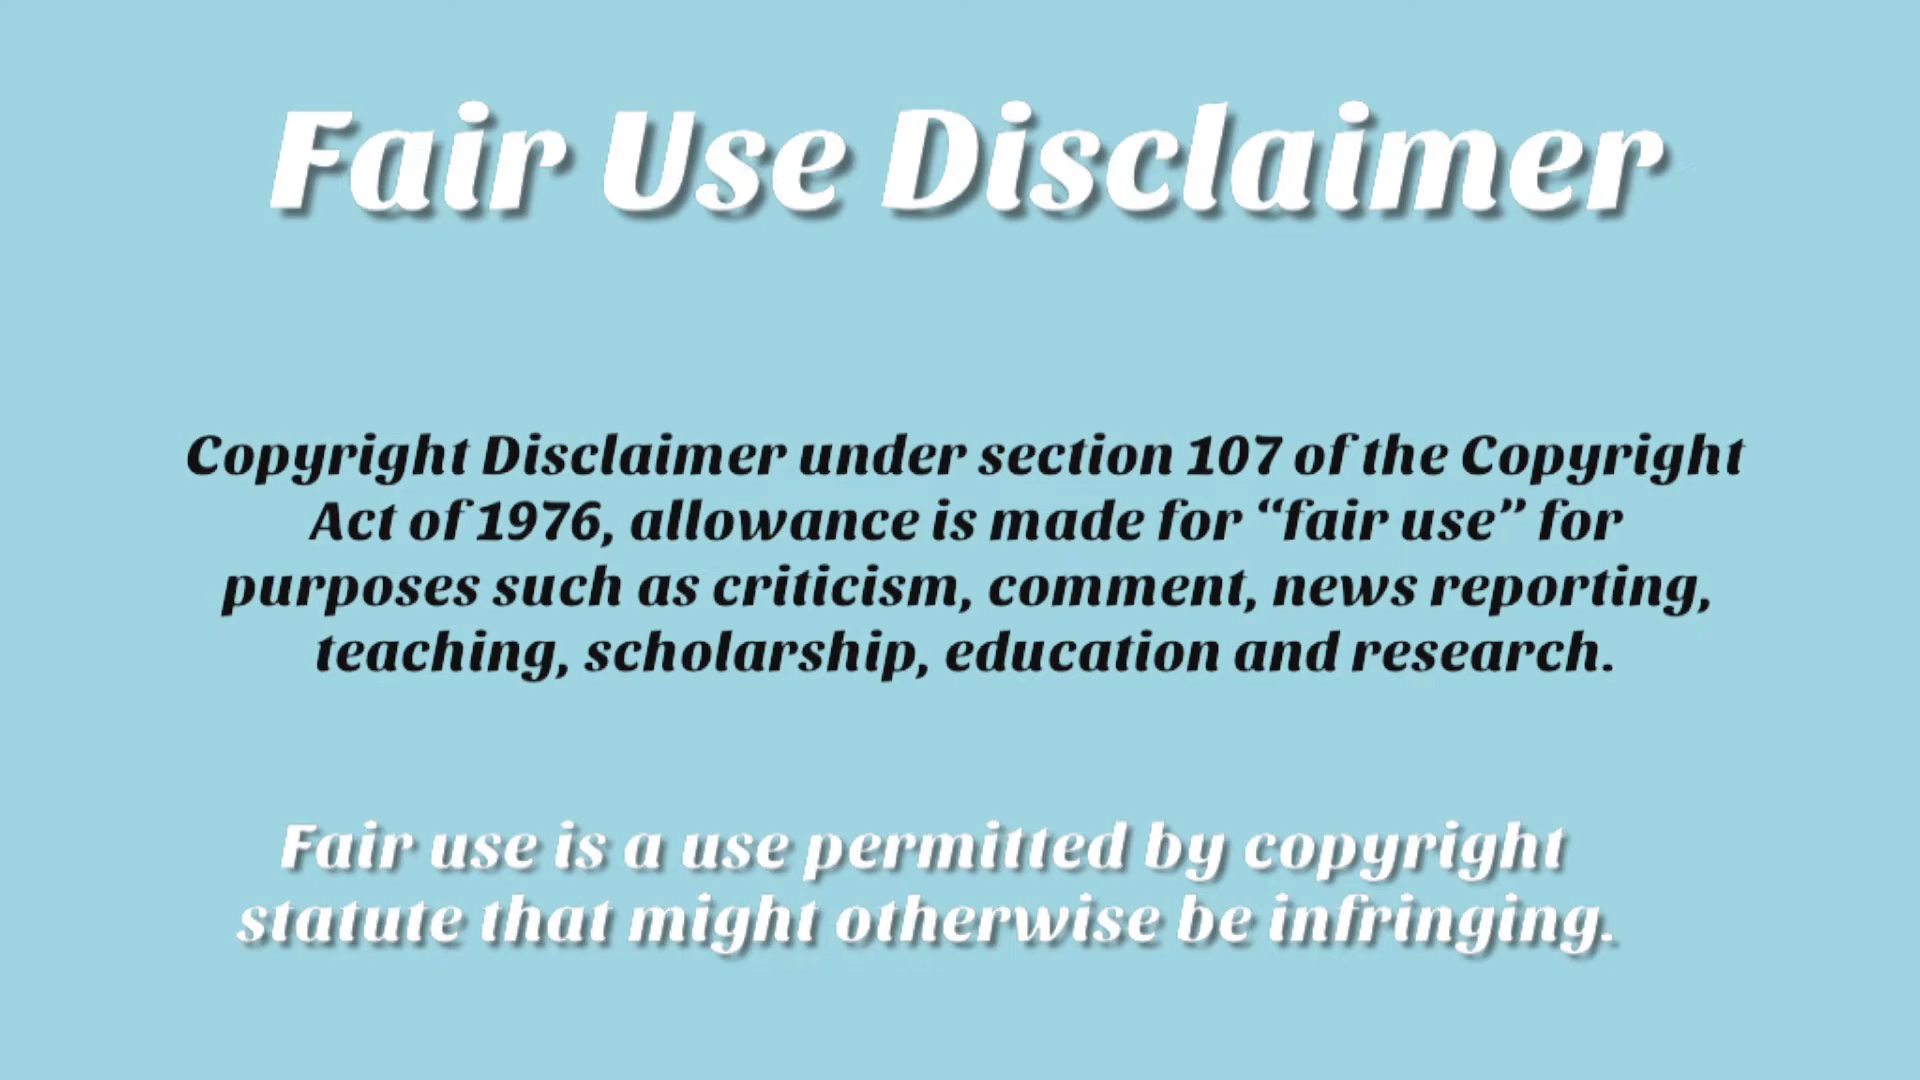 Fair Use Disclaimer
Copyright Disclaimer under section 107 of the Copyright
Act of 1976, allowance is made for “fair use” for
purposes such as criticism, comment, news reporting,
teaching, scholarship, education and research.
Fair use is a use permitted by copyright
statute that might otherwise be infringing.